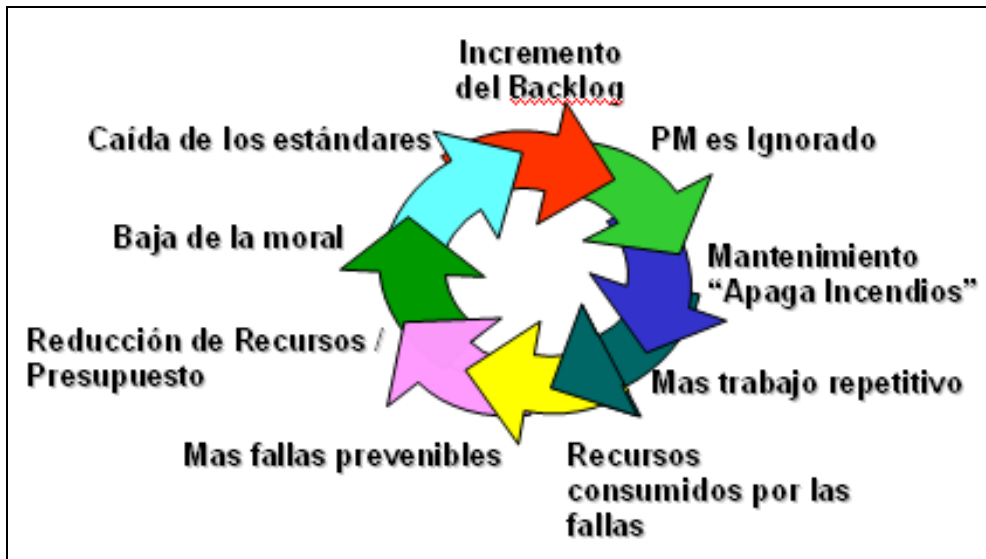 Incremento
del Backlog
PM es Ignorado
Mantenimiento
“Apaga Incendios”
Mas trabajo repetitivo
Recursos
consumidos por las
fallas
Mas fallas prevenibles
Reducción de Recursos /
Presupuesto
Baja de la moral
Caída de los estándares